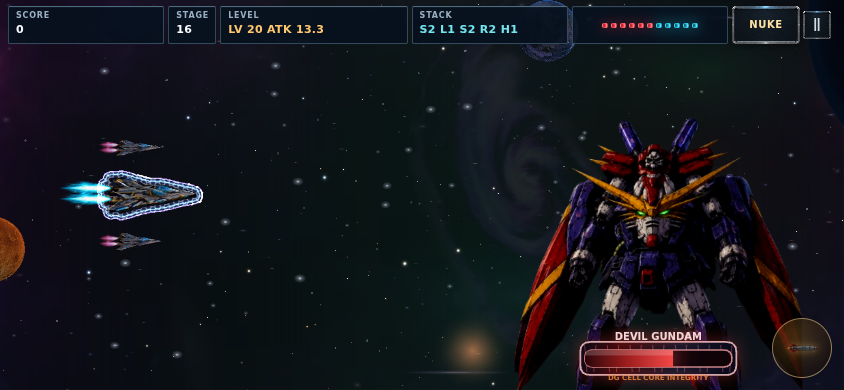 SCORE
0
STAGE
16
LEVEL
LV 20 ATK 13.3
STACK
S2 L1 S2 R2 H1
NUKE
DEVIL GUNDAM
DG CELL CORE INTEGRITY